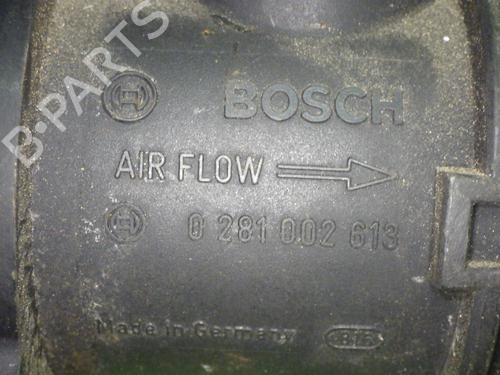 B-PARTS
BOSCH
AIR FLOW
0 281 002 613
Made in Germany